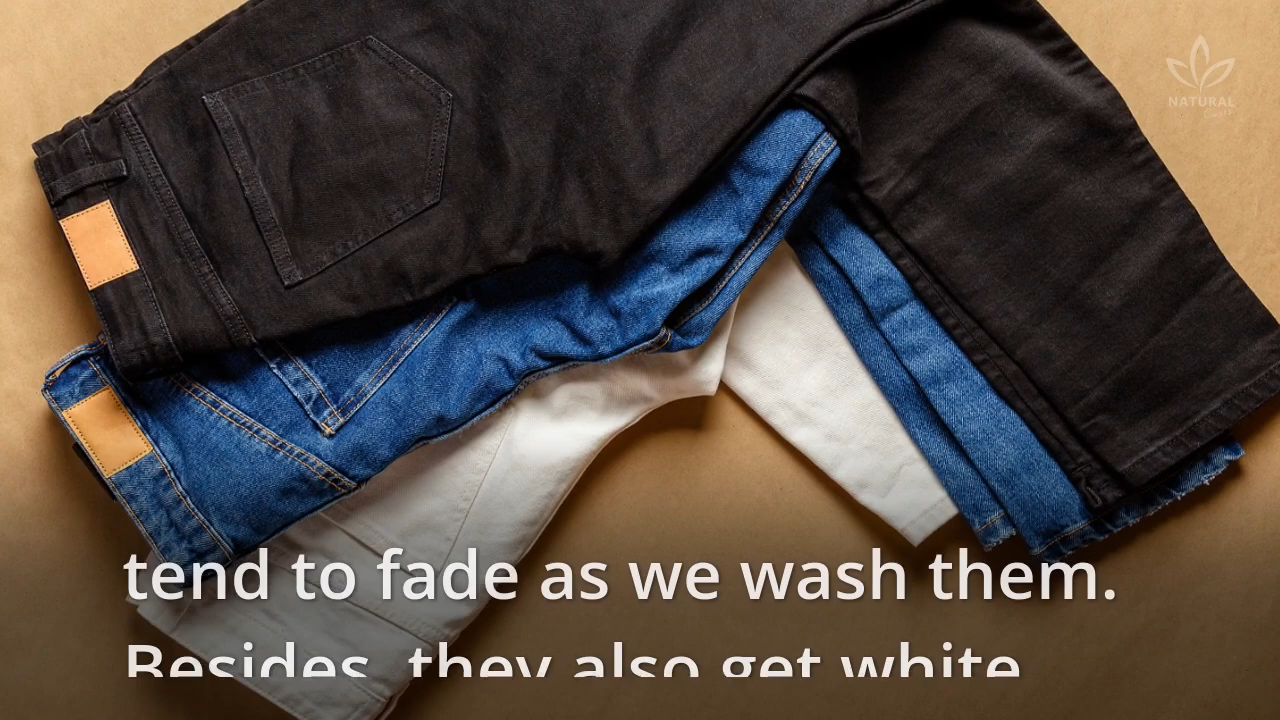 NATURAL
tend to fade as we wash them.
Besides, they also get white